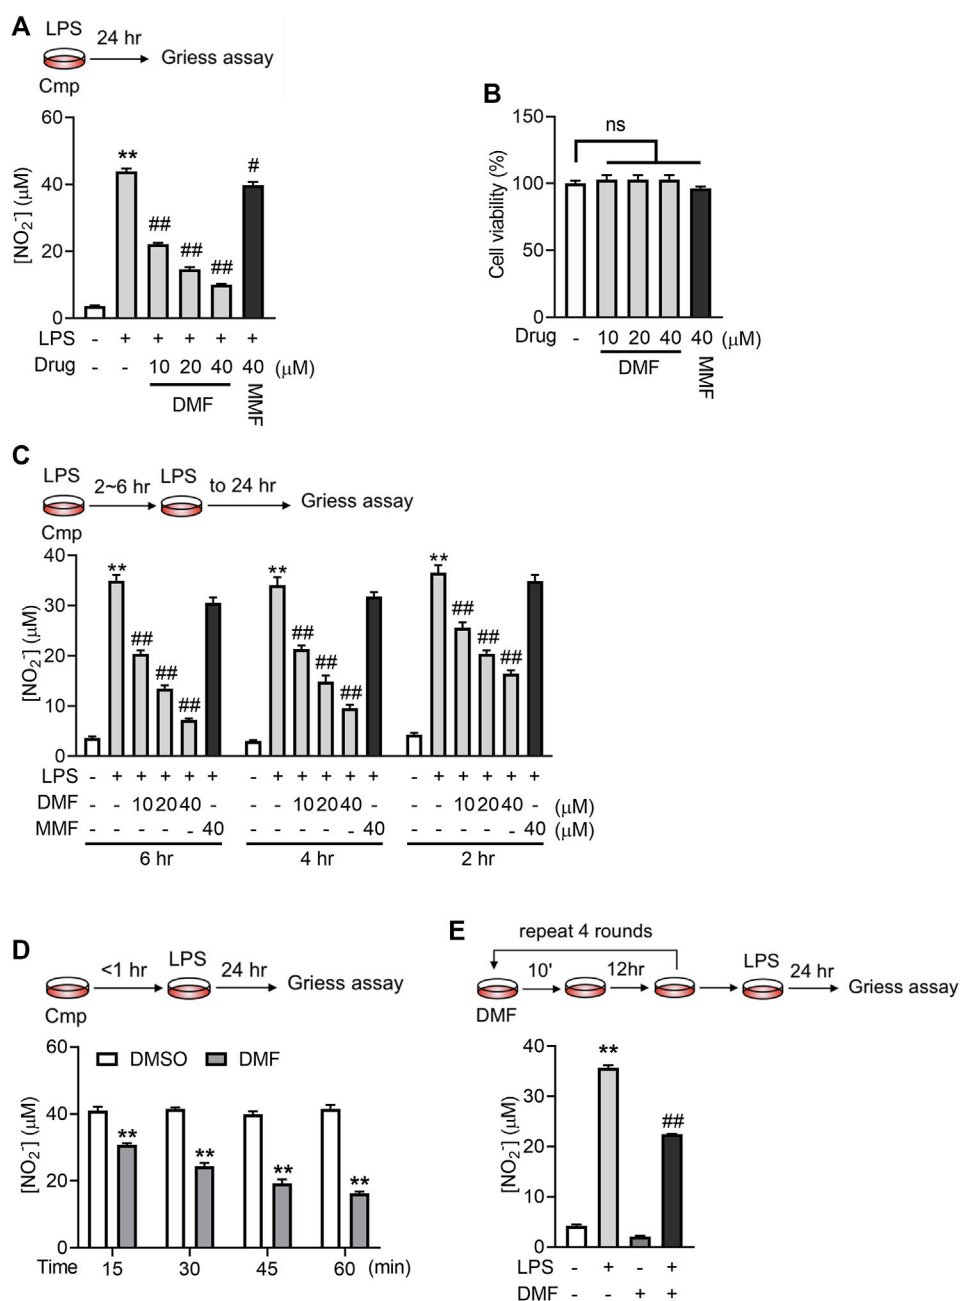 A
LPS
24 hr
Griess assay
Cmp
[NO2-] (μM)
60
40
20
0
** ## ## ## #
LPS - + + + + +
Drug - - 10 20 40 40 (μM)
DMF MMF
B
Cell viability (%)
150
100
50
0
ns
Drug - 10 20 40 40 (μM)
DMF MMF
C
LPS 2~6 hr LPS to 24 hr Griess assay
Cmp
[NO2-] (μM)
40
30
20
10
0
** ## ## ## ** ## ## ## ** ## ## ##
LPS - + + + + + - + + + + + - + + + + +
DMF - - 10 20 40 - - - 10 20 40 - - - 10 20 40 - (μM)
MMF - - - - - 40 - - - - - 40 - - - - - 40 (μM)
6 hr 4 hr 2 hr
D
<1 hr LPS 24 hr Griess assay
Cmp
[NO2-] (μM)
60
40
20
0
DMSO DMF
** ** ** **
Time 15 30 45 60 (min)
E
repeat 4 rounds
10' 12hr LPS 24 hr
Griess assay
DMF
[NO2-] (μM)
40
30
20
10
0
** ##
LPS - + - +
DMF - - + +